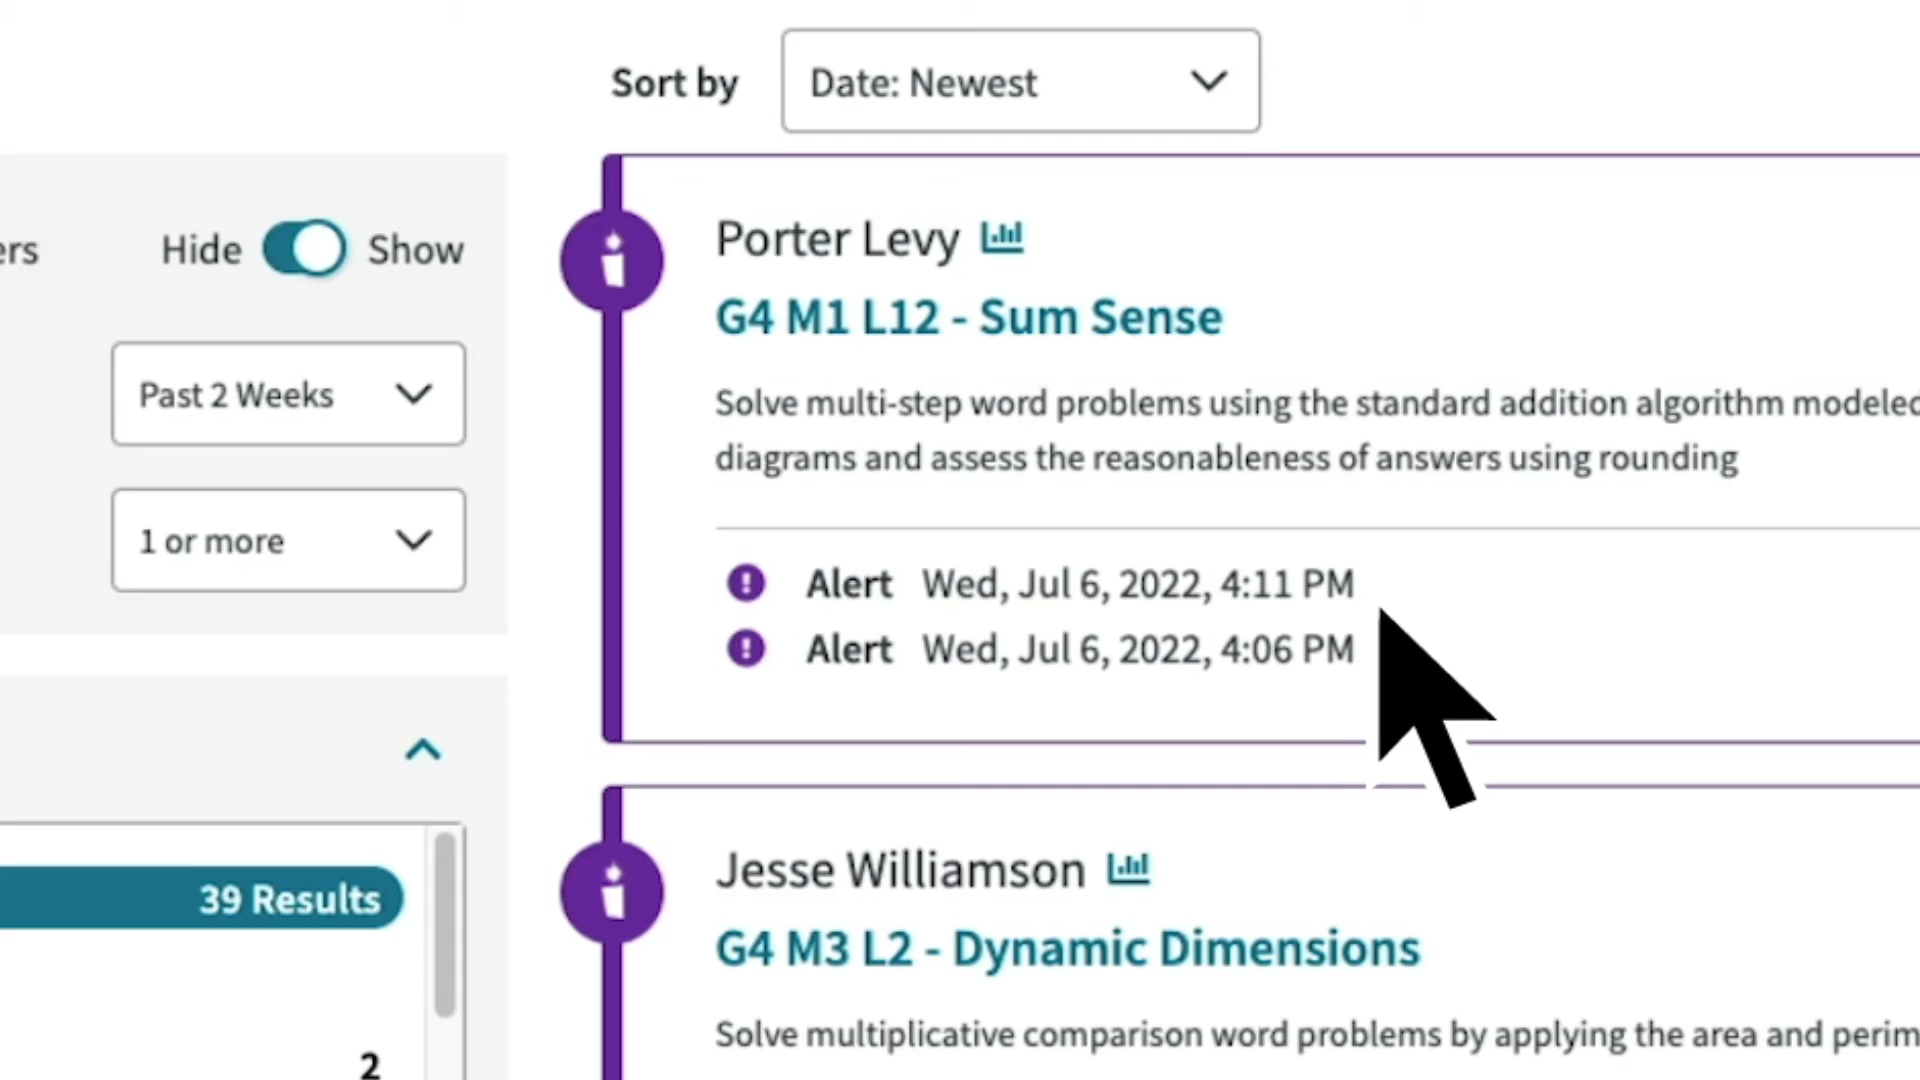 Sort by Date: Newest
ers Hide Show
Past 2 Weeks
1 or more
39 Results
2
Porter Levy
G4 M1 L12 - Sum Sense
Solve multi-step word problems using the standard addition algorithm modeled
diagrams and assess the reasonableness of answers using rounding
Alert Wed, Jul 6, 2022, 4:11 PM
Alert Wed, Jul 6, 2022, 4:06 PM
Jesse Williamson
G4 M3 L2 - Dynamic Dimensions
Solve multiplicative comparison word problems by applying the area and perim